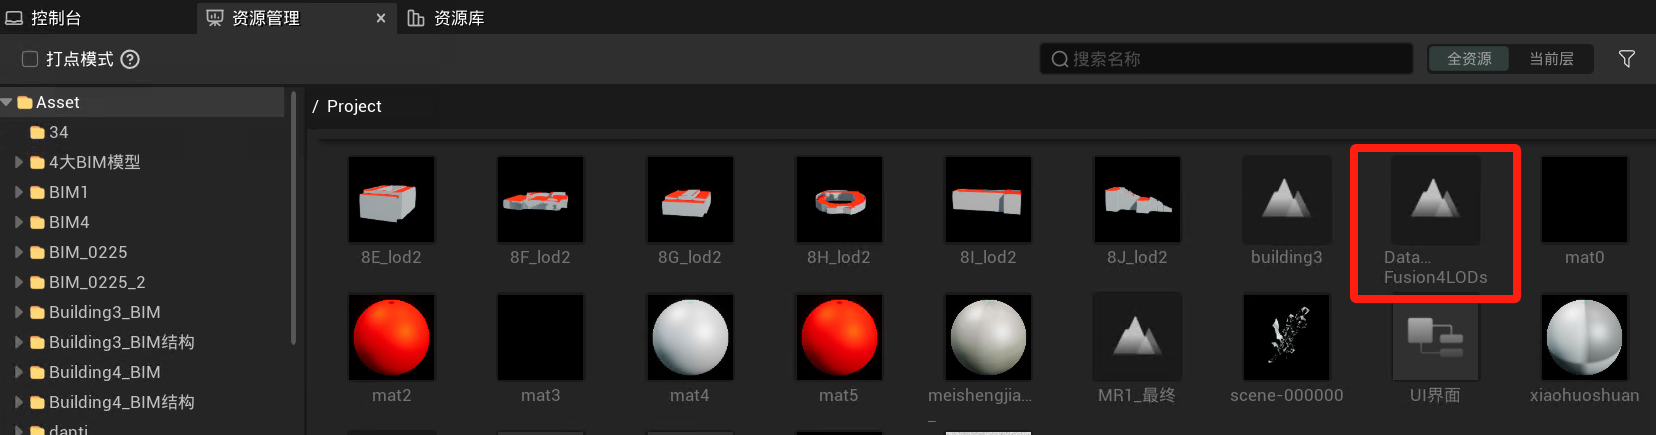 控制台
资源管理
×
资源库
打点模式
?
搜索名称
全资源
当前层
Asset
34
4大BIM模型
BIM1
BIM4
BIM_0225
BIM_0225_2
Building3_BIM
Building3_BIM结构
Building4_BIM
Building4_BIM结构
danti
/ Project
8E_lod2
8F_lod2
8G_lod2
8H_lod2
8I_lod2
8J_lod2
building3
Data...
Fusion4LODs
mat0
mat2
mat3
mat4
mat5
meishengjia...
_
MR1_最终
scene-000000
UI界面
xiaohuoshuan